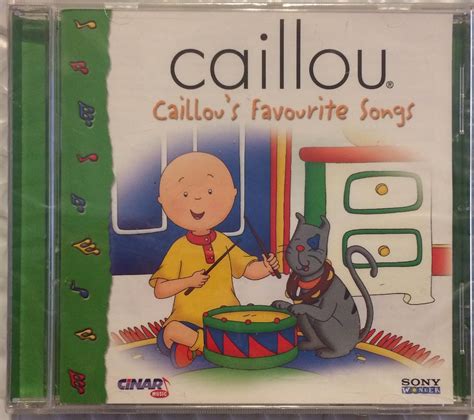 caillou®
Caillou's Favourite Songs
CINAR
MUSIC
SONY
WONDER